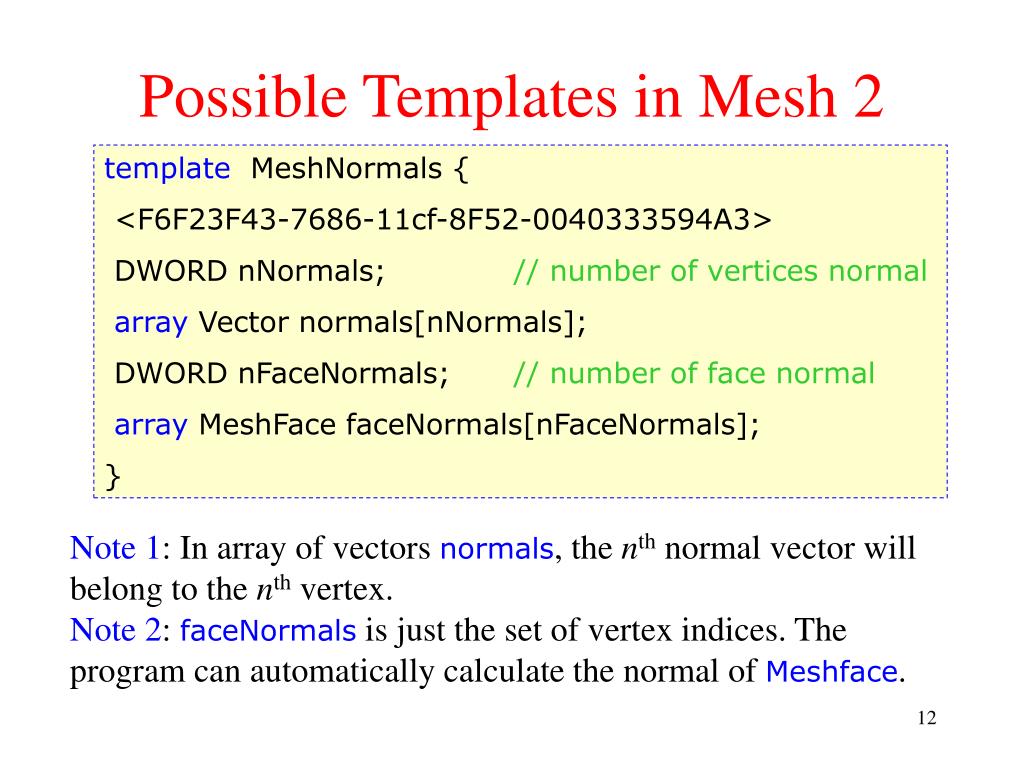 Possible Templates in Mesh 2
template MeshNormals {
<F6F23F43-7686-11cf-8F52-0040333594A3>
DWORD nNormals; // number of vertices normal
array Vector normals[nNormals];
DWORD nFaceNormals; // number of face normal
array MeshFace faceNormals[nFaceNormals];
}
Note 1: In array of vectors normals, the nth normal vector will
belong to the nth vertex.
Note 2: faceNormals is just the set of vertex indices. The
program can automatically calculate the normal of Meshface.
12